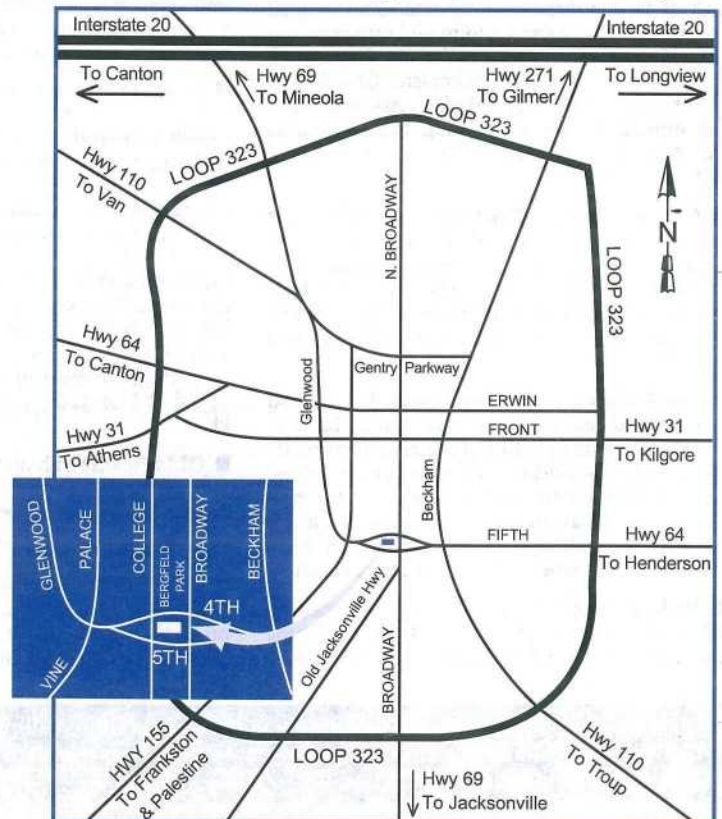 Interstate 20
Interstate 20
To Canton
Hwy 69
To Mineola
Hwy 271
To Gilmer
To Longview
LOOP 323
LOOP 323
Hwy 110
To Van
N. BROADWAY
N
LOOP 323
Hwy 64
To Canton
Glenwood
Gentry Parkway
ERWIN
FRONT
Hwy 31
To Athens
Hwy 31
To Kilgore
Beckham
FIFTH
Hwy 64
To Henderson
GLENWOOD
PALACE
COLLEGE
BERGFELD
PARK
BROADWAY
BECKHAM
4TH
5TH
VINE
Old Jacksonville Hwy
BROADWAY
HWY 155
To Frankston
& Palestine
LOOP 323
Hwy 69
To Jacksonville
Hwy 110
To Troup